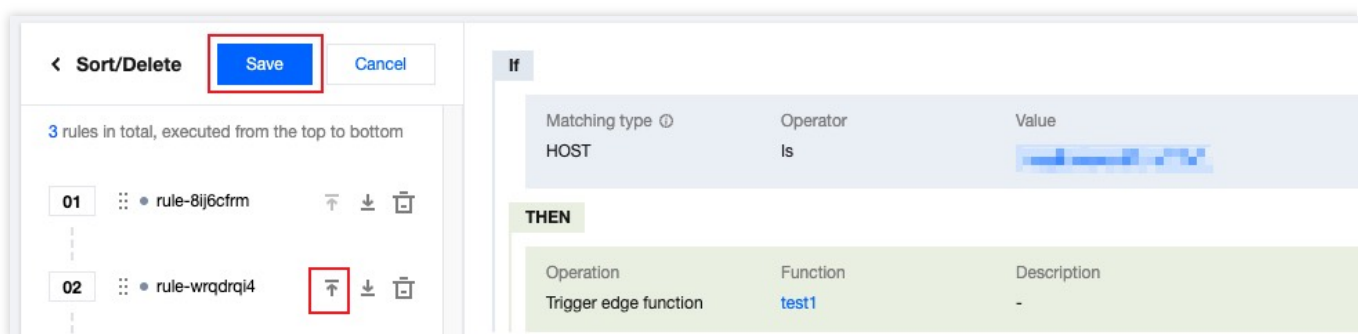 Sort/Delete Save Cancel
3 rules in total, executed from the top to bottom
01 rule-8ij6cfrm
02 rule-wrqdrqi4
If
Matching type Operator Value
HOST Is
THEN
Operation Function Description
Trigger edge function test1 -